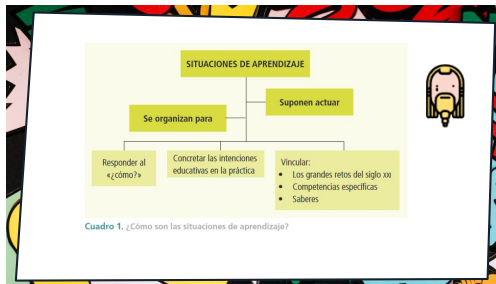 SITUACIONES DE APRENDIZAJE
Suponen actuar
Se organizan para
Responder al
«¿cómo?»
Concretar las intenciones
educativas en la práctica
Vincular:
• Los grandes retos del siglo XXI
• Competencias específicas
• Saberes
Cuadro 1. ¿Cómo son las situaciones de aprendizaje?